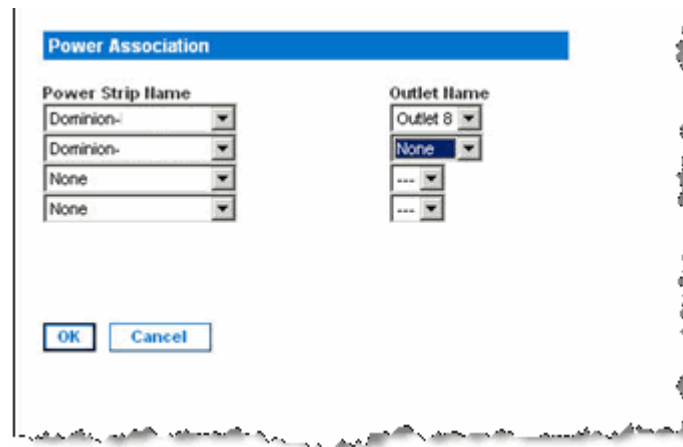 Power Association
Power Strip Name Outlet Name
Dominion- Outlet 8
Dominion- None
None ---
None ---
OK Cancel